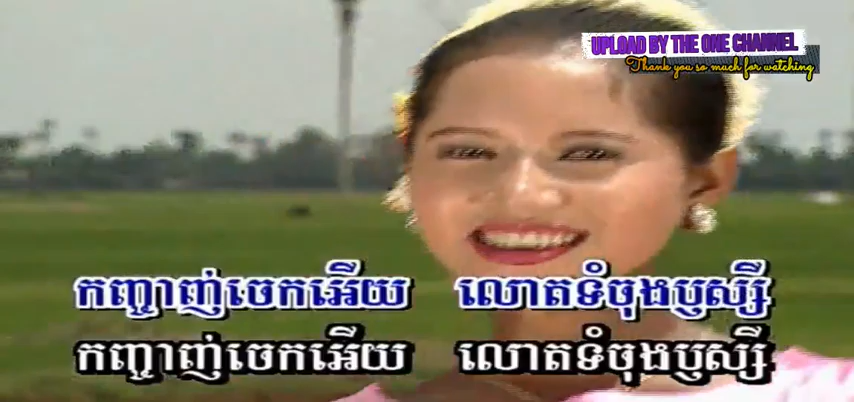 UPLOAD BY THE ONE CHANNEL
Thank you so much for watching
កញ្ចាញ់ចេកអើយ លោតទំចុងឫស្សី
កញ្ចាញ់ចេកអើយ លោតទំចុងឫស្សី